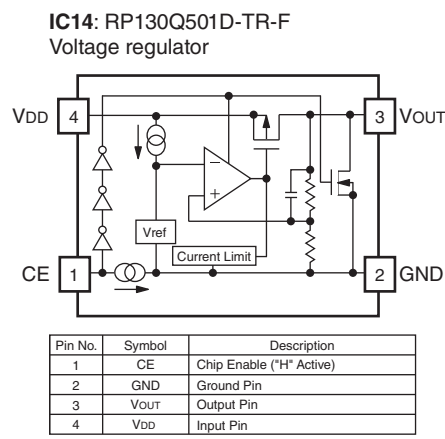 IC14: RP130Q501D-TR-F
Voltage regulator
VDD 4
3 VOUT
−
+
Vref
Current Limit
CE 1
2 GND
Pin No. Symbol Description
1 CE Chip Enable ("H" Active)
2 GND Ground Pin
3 VOUT Output Pin
4 VDD Input Pin